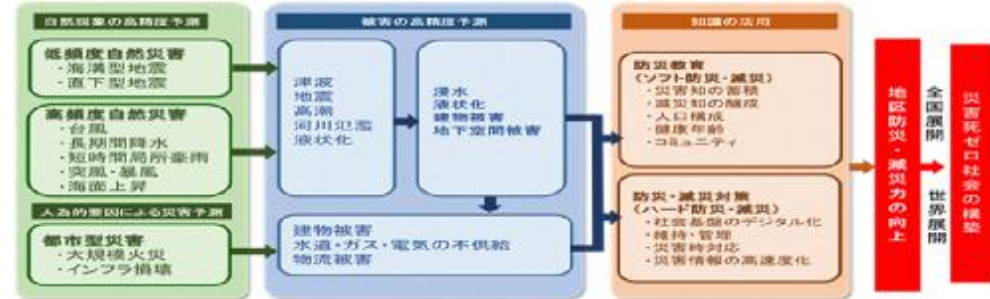 自然現象の高精度予測
低頻度自然災害
・海溝型地震
・直下型地震
高頻度自然災害
・台風
・長期間降水
・短時間局所豪雨
・突風・暴風
・海面上昇
人為的要因による災害予測
都市型災害
・大規模火災
・インフラ損壊
被害の高精度予測
津波
地震
高潮
河川氾濫
液状化
浸水
液状化
建物被害
地下空間被害
建物被害
水道・ガス・電気の不供給
物流被害
知識の活用
防災教育
(ソフト防災・減災)
・災害知の蓄積
・減災知の醸成
・人口構成
・健康年齢
・コミュニティ
防災・減災対策
(ハード防災・減災)
・社会基盤のデジタル化
・維持・管理
・災害時対応
・災害情報の高速度化
地区防災・減災力の向上
全国展開
世界展開
災害死ゼロ社会の構築